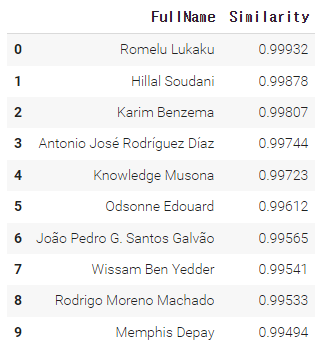 FullName Similarity
0 Romelu Lukaku 0.99932
1 Hillal Soudani 0.99878
2 Karim Benzema 0.99807
3 Antonio José Rodríguez Díaz 0.99744
4 Knowledge Musona 0.99723
5 Odsonne Edouard 0.99612
6 João Pedro G. Santos Galvão 0.99565
7 Wissam Ben Yedder 0.99541
8 Rodrigo Moreno Machado 0.99533
9 Memphis Depay 0.99494